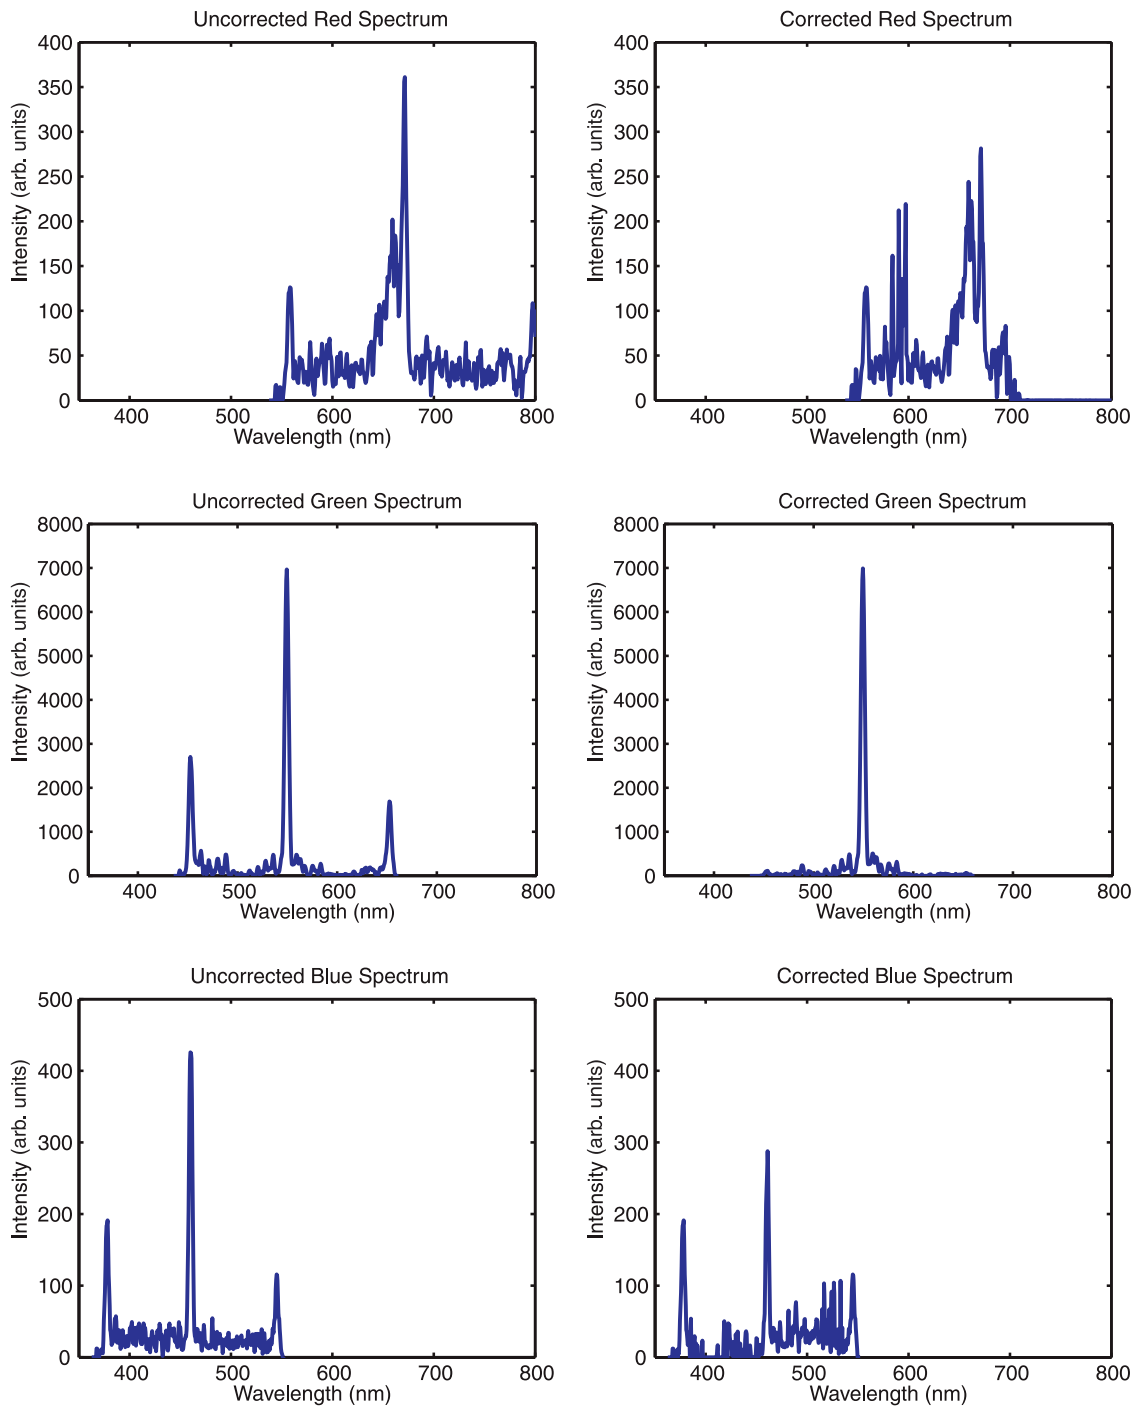 Uncorrected Red Spectrum
Intensity (arb. units)
400
350
300
250
200
150
100
50
0
400 500 600 700 800
Wavelength (nm)
Corrected Red Spectrum
Intensity (arb. units)
400
350
300
250
200
150
100
50
0
400 500 600 700 800
Wavelength (nm)
Uncorrected Green Spectrum
Intensity (arb. units)
8000
7000
6000
5000
4000
3000
2000
1000
0
400 500 600 700 800
Wavelength (nm)
Corrected Green Spectrum
Intensity (arb. units)
8000
7000
6000
5000
4000
3000
2000
1000
0
400 500 600 700 800
Wavelength (nm)
Uncorrected Blue Spectrum
Intensity (arb. units)
500
400
300
200
100
0
400 500 600 700 800
Wavelength (nm)
Corrected Blue Spectrum
Intensity (arb. units)
500
400
300
200
100
0
400 500 600 700 800
Wavelength (nm)